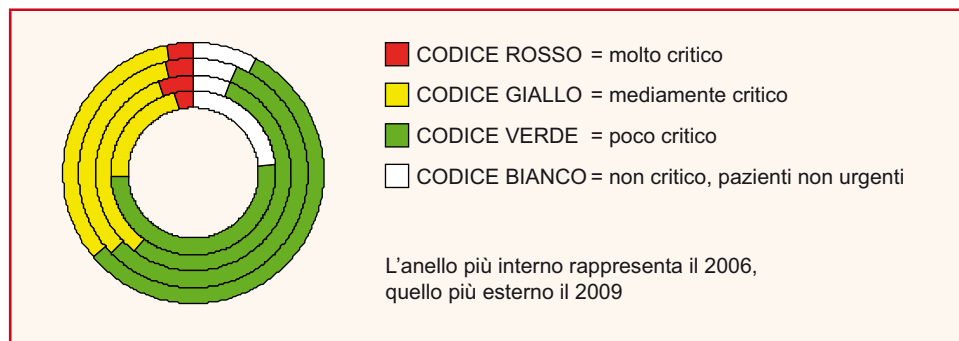 CODICE ROSSO = molto critico
CODICE GIALLO = mediamente critico
CODICE VERDE = poco critico
CODICE BIANCO = non critico, pazienti non urgenti
L'anello più interno rappresenta il 2006,
quello più esterno il 2009